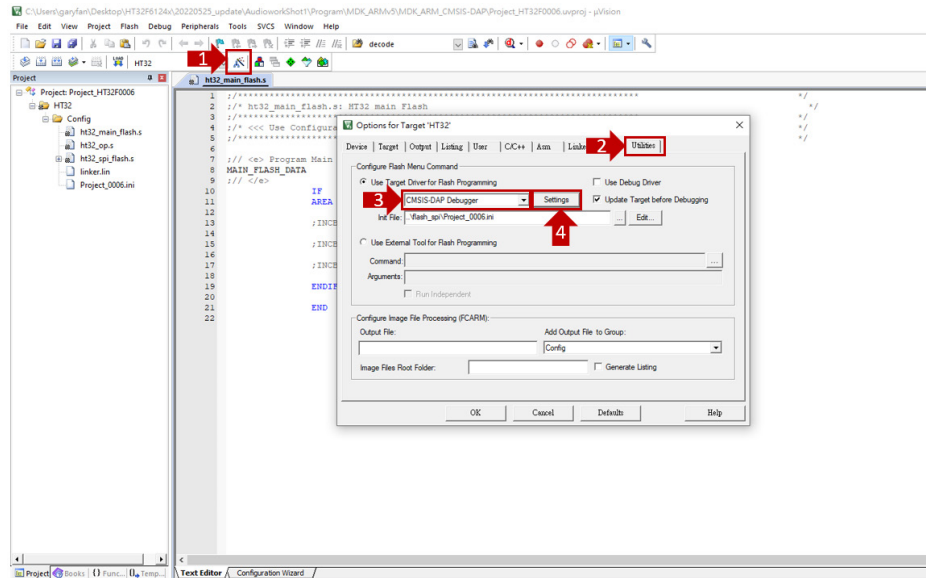 C:\Users\garyfan\Desktop\HT32F6124x\20220525_update\AudioworkShot1\Program\MDK_ARMv5\MDK_ARM_CMSIS-DAP\Project_HT32F0006.uvproj - µVision
File Edit View Project Flash Debug Peripherals Tools SVCS Window Help
decode
HT32
1
Project
ht32_main_flash.s
Project: Project_HT32F0006
HT32
Config
ht32_main_flash.s
ht32_op.s
ht32_spi_flash.s
linker.lin
Project_0006.ini
1 ;/*************************************************************** */
2 ;/* ht32_main_flash.s: HT32 main Flash */
3 ;/*************************************************************** */
4 ;/* <<< Use Configura */
5 ;/****************** */
6
7 ;// <e> Program Main
8 MAIN_FLASH_DATA
9 ;// </e>
10 IF
11 AREA
12
13 ;INCB
14
15 ;INCB
16
17 ;INCB
18
19 ENDIF
20
21 END
22
Options for Target 'HT32'
Device Target Output Listing User C/C++ Asm Linke 2 Utilities
Configure Flash Menu Command
Use Target Driver for Flash Programming
Use Debug Driver
3 CMSIS-DAP Debugger
Settings
Update Target before Debugging
Init File: ..\flash_spi\Project_0006.ini
...
Edit...
4
Use External Tool for Flash Programming
Command:
...
Arguments:
Run Independent
Configure Image File Processing (FCARM):
Output File:
Add Output File to Group:
Config
Image Files Root Folder:
Generate Listing
OK Cancel Defaults Help
Project Books {} Func... 0. Temp...
Text Editor Configuration Wizard